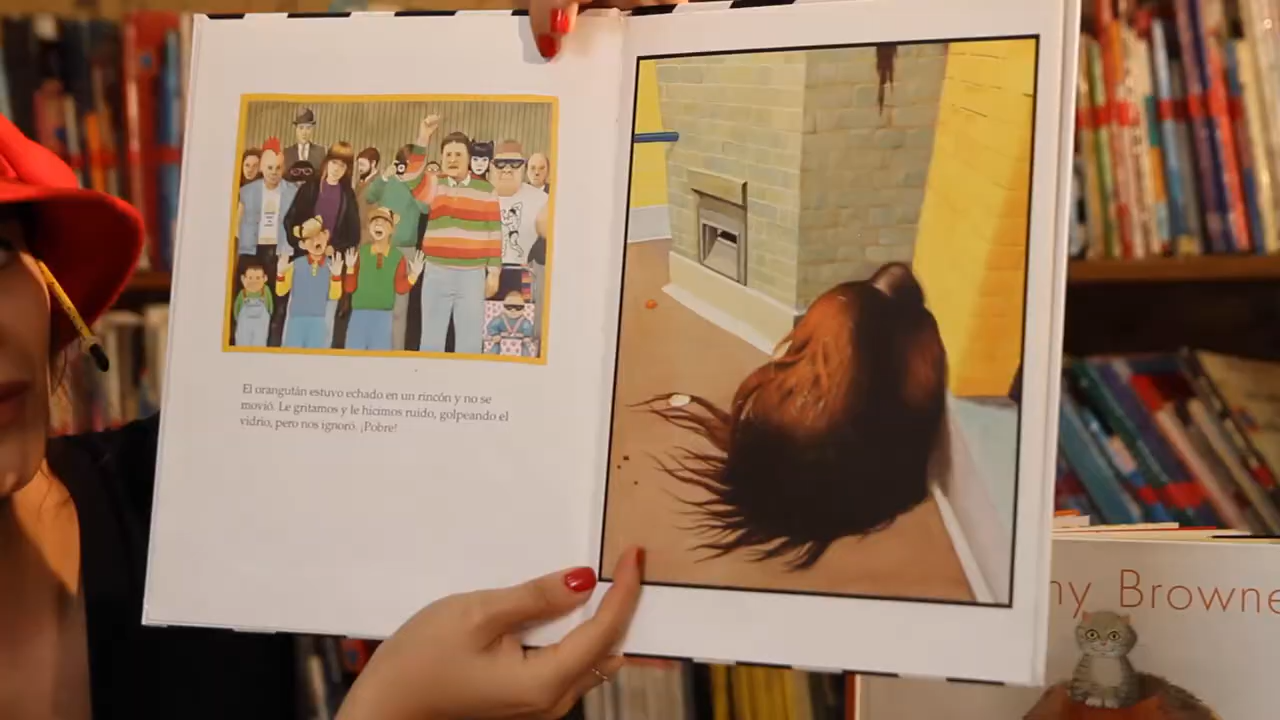 El orangután estuvo echado en un rincón y no se
movió. Le gritamos y le hicimos ruido, golpeando el
vidrio, pero nos ignoró. ¡Pobre!
ny Browne